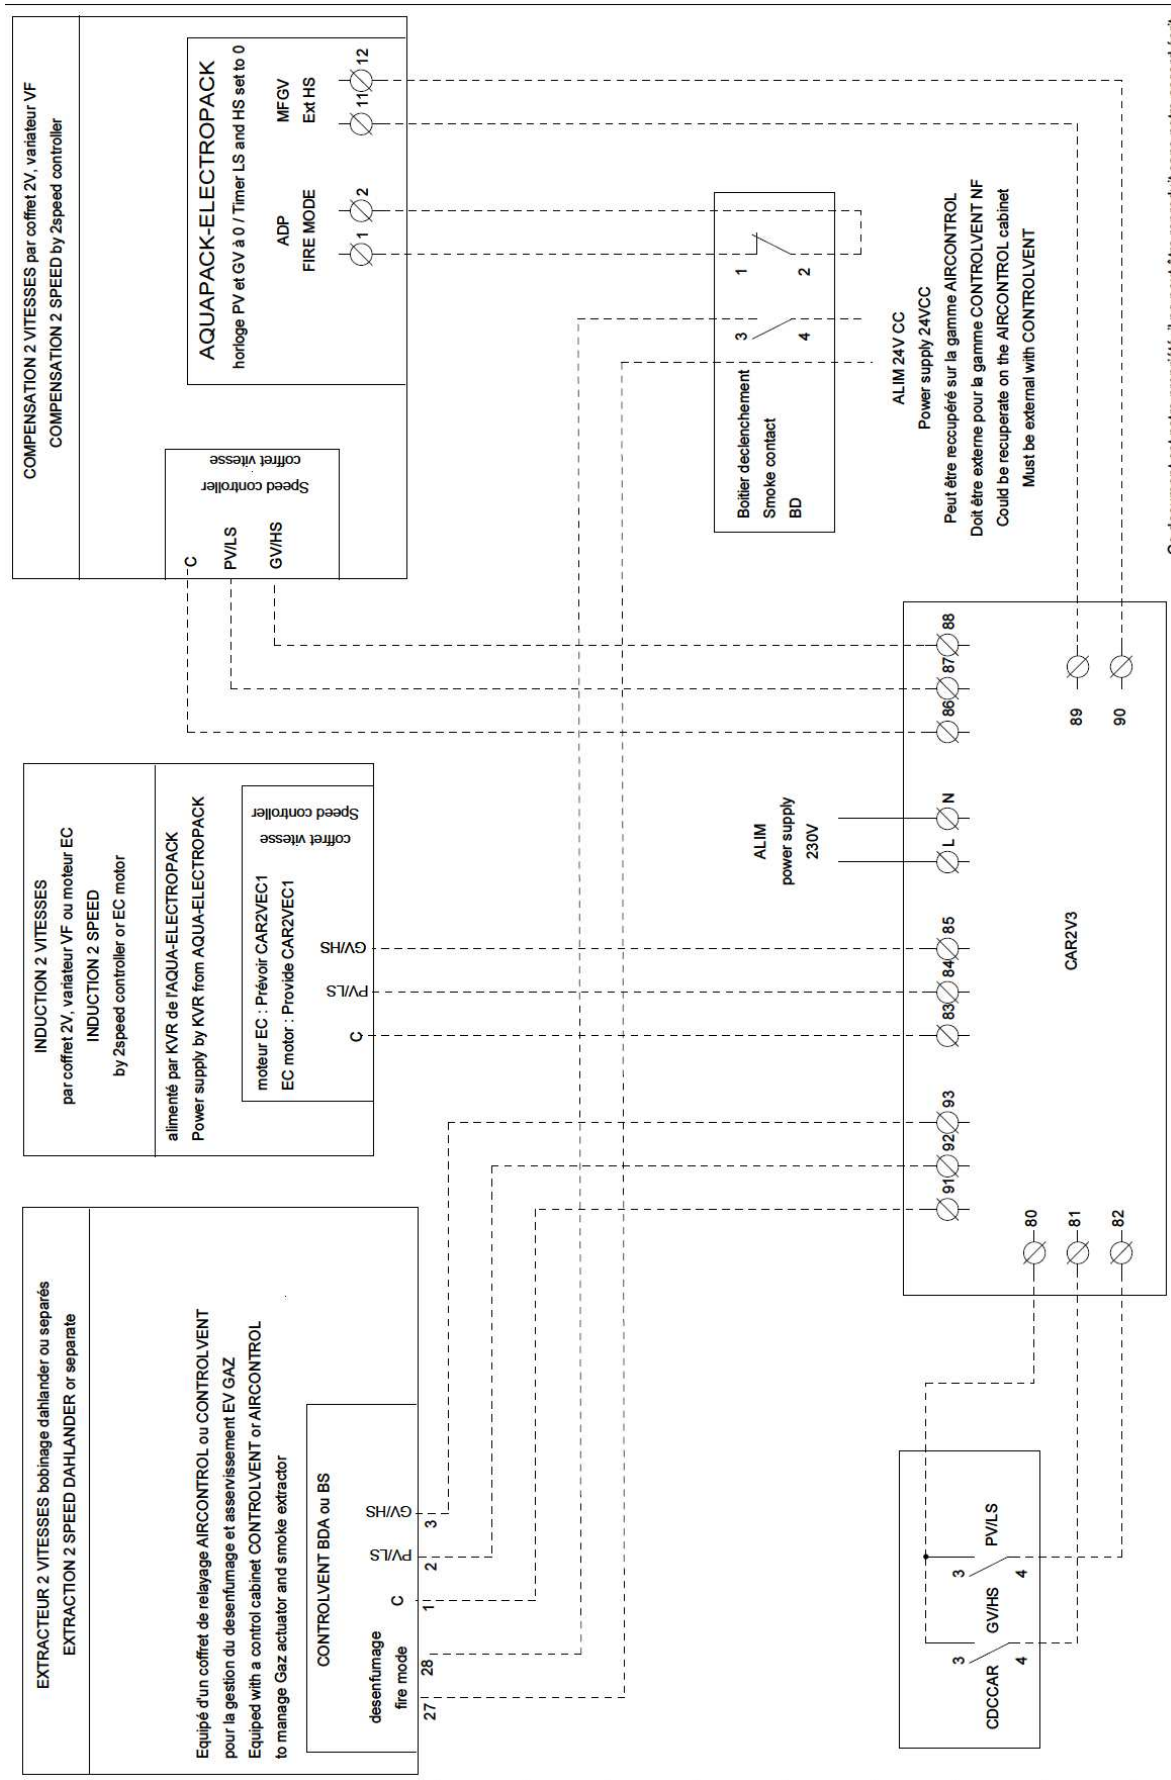 EXTRACTEUR 2 VITESSES bobinage dahlander ou separés
EXTRACTION 2 SPEED DAHLANDER or separate
Equipé d'un coffret de relayage AIRCONTROL ou CONTROLVENT
pour la gestion du desenfumage et asservissement EV GAZ
Equiped with a control cabinet CONTROLVENT or AIRCONTROL
to manage Gaz actuator and smoke extractor
CONTROLVENT BDA ou BS
desenfumage
fire mode
C
PV/LS
GV/HS
27
28
1
2
3
INDUCTION 2 VITESSES
par coffret 2V, variateur VF ou moteur EC
INDUCTION 2 SPEED
by 2speed controller or EC motor
alimenté par KVR de l'AQUA-ELECTROPACK
Power supply by KVR from AQUA-ELECTROPACK
moteur EC : Prévoir CAR2VEC1
EC motor : Provide CAR2VEC1
coffret vitesse
Speed controller
C
PV/LS
GV/HS
COMPENSATION 2 VITESSES par coffret 2V, variateur VF
COMPENSATION 2 SPEED by 2speed controller
AQUAPACK-ELECTROPACK
horloge PV et GV à 0 / Timer LS and HS set to 0
ADP
FIRE MODE
MFGV
Ext HS
1
2
11
12
coffret vitesse
Speed controller
C
PV/LS
GV/HS
Boitier declenchement
Smoke contact
BD
3
4
1
2
ALIM 24V CC
Power supply 24VCC
Peut être reccupéré sur la gamme AIRCONTROL
Doit être externe pour la gamme CONTROLVENT NF
Could be recuperate on the AIRCONTROL cabinet
Must be external with CONTROLVENT
ALIM
power supply
230V
91
92
93
83
84
85
L
N
86
87
88
80
81
82
CAR2V3
89
90
CDCCAR
3
4
GV/HS
3
4
PV/LS